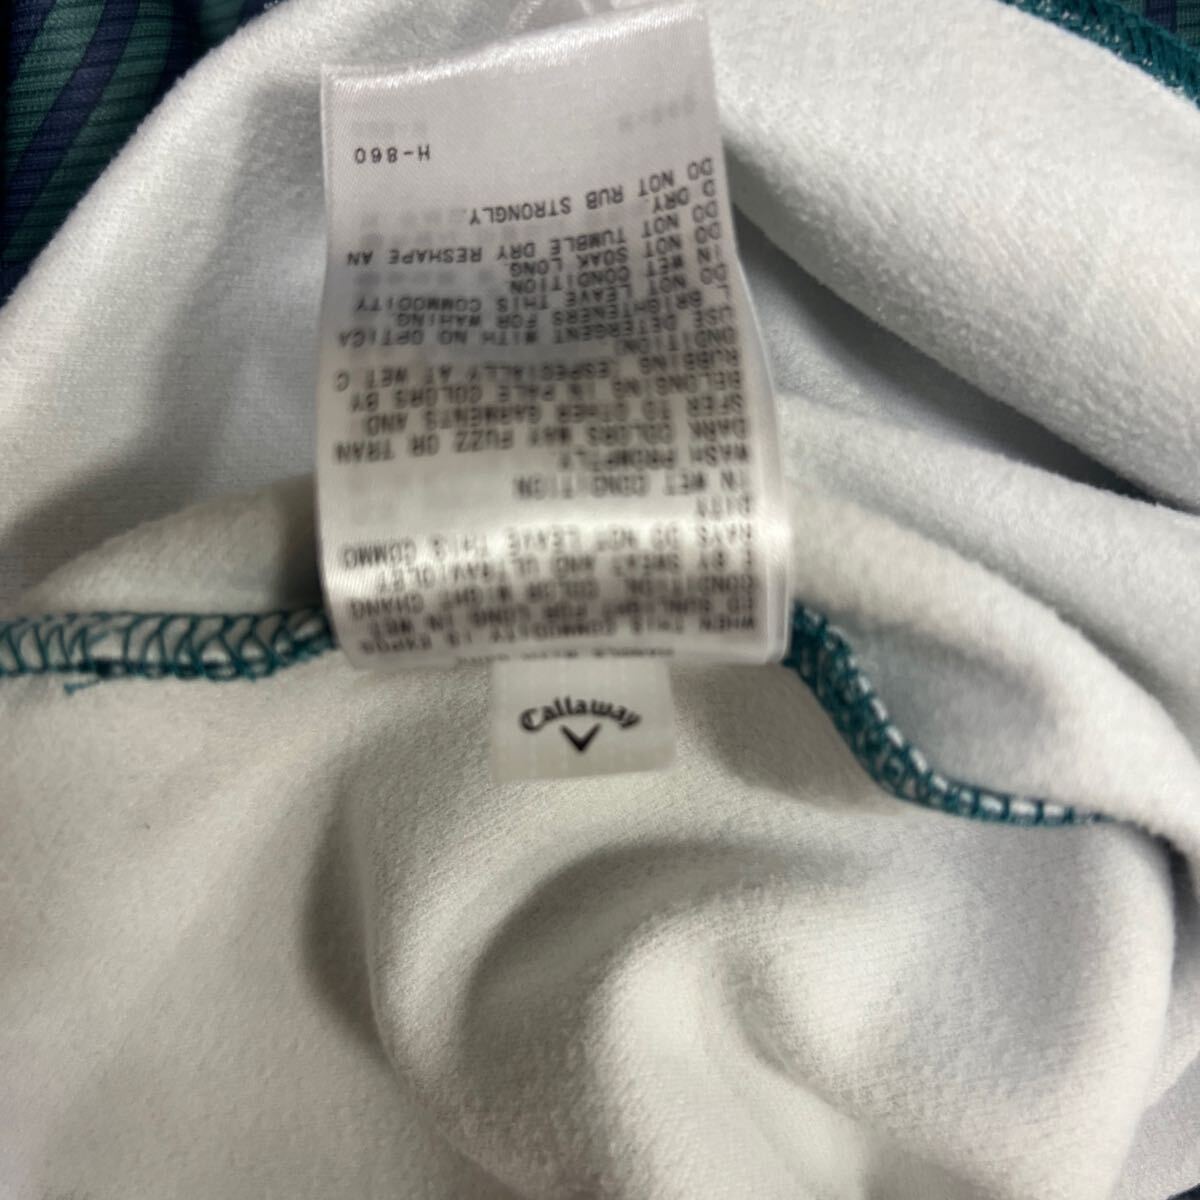 WHEN THIS COMMODITY IS EXPOS
ED SUNLIGHT FOR LONG IN WET
CONDITION, COLOR MIGHT CHANG
E BY SWEAT AND ULTRAVIOLET
RAYS DO NOT LEAVE THIS COMMO
DITY
IN WET CONDITION
WASH PROMPTLY.
DARK COLORS MAY FUZZ OR TRAN
SFER TO OTHER GARMENTS AND
BELONGING IN PALE COLORS BY
RUBBING, ESPECIALLY AT WET C
ONDITION.
USE DETERGENT WITH NO OPTICA
L BRIGHTENERS FOR WAHING.
DO NOT LEAVE THIS COMMODITY
IN WET CONDITION.
DO NOT SOAK LONG
DO NOT TUMBLE DRY RESHAPE AN
D DRY.
DO NOT RUB STRONGLY.
H-860
Callaway